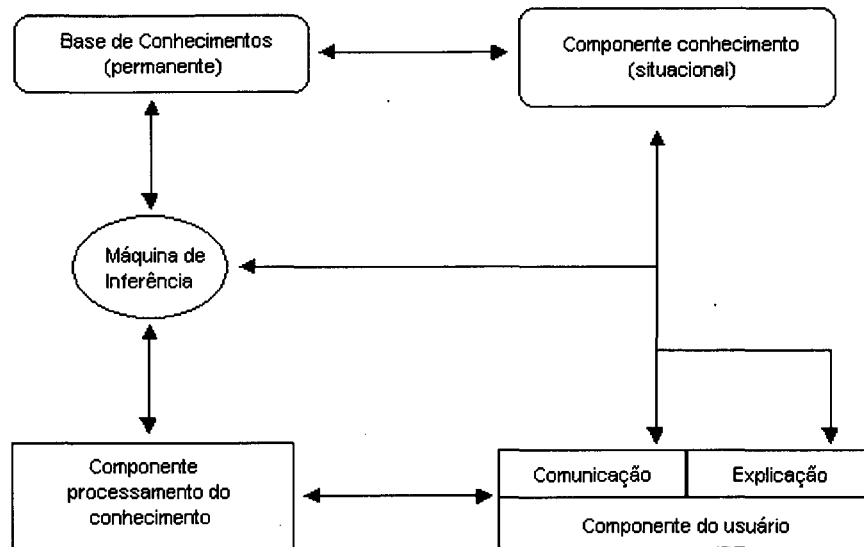 Base de Conhecimentos
(permanente)
Componente conhecimento
(situacional)
Máquina de
Inferência
Componente
processamento do
conhecimento
Comunicação
Explicação
Componente do usuário